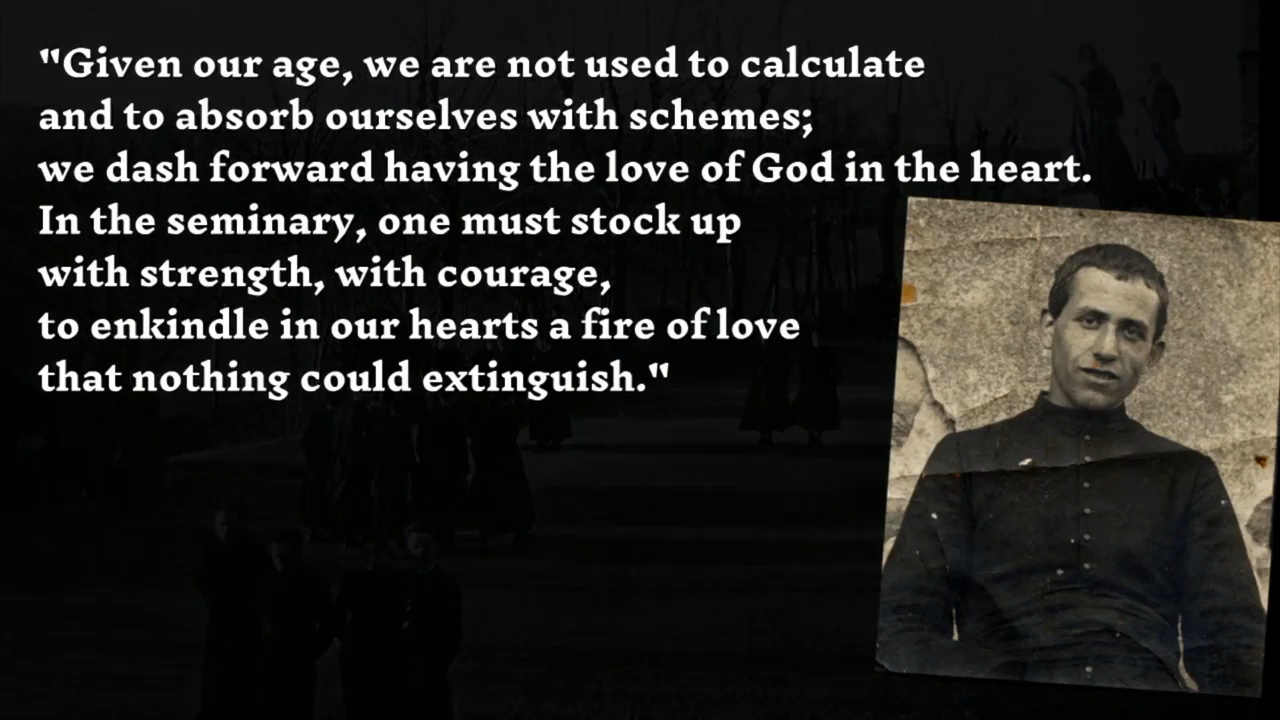 "Given our age, we are not used to calculate
and to absorb ourselves with schemes;
we dash forward having the love of God in the heart.
In the seminary, one must stock up
with strength, with courage,
to enkindle in our hearts a fire of love
that nothing could extinguish."